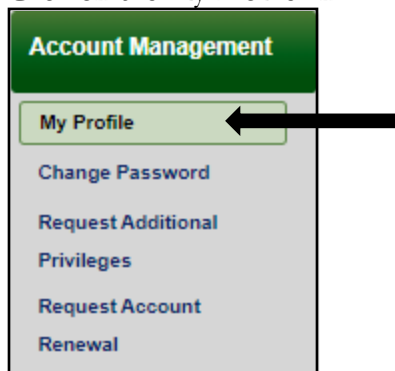 Account Management
My Profile
Change Password
Request Additional
Privileges
Request Account
Renewal